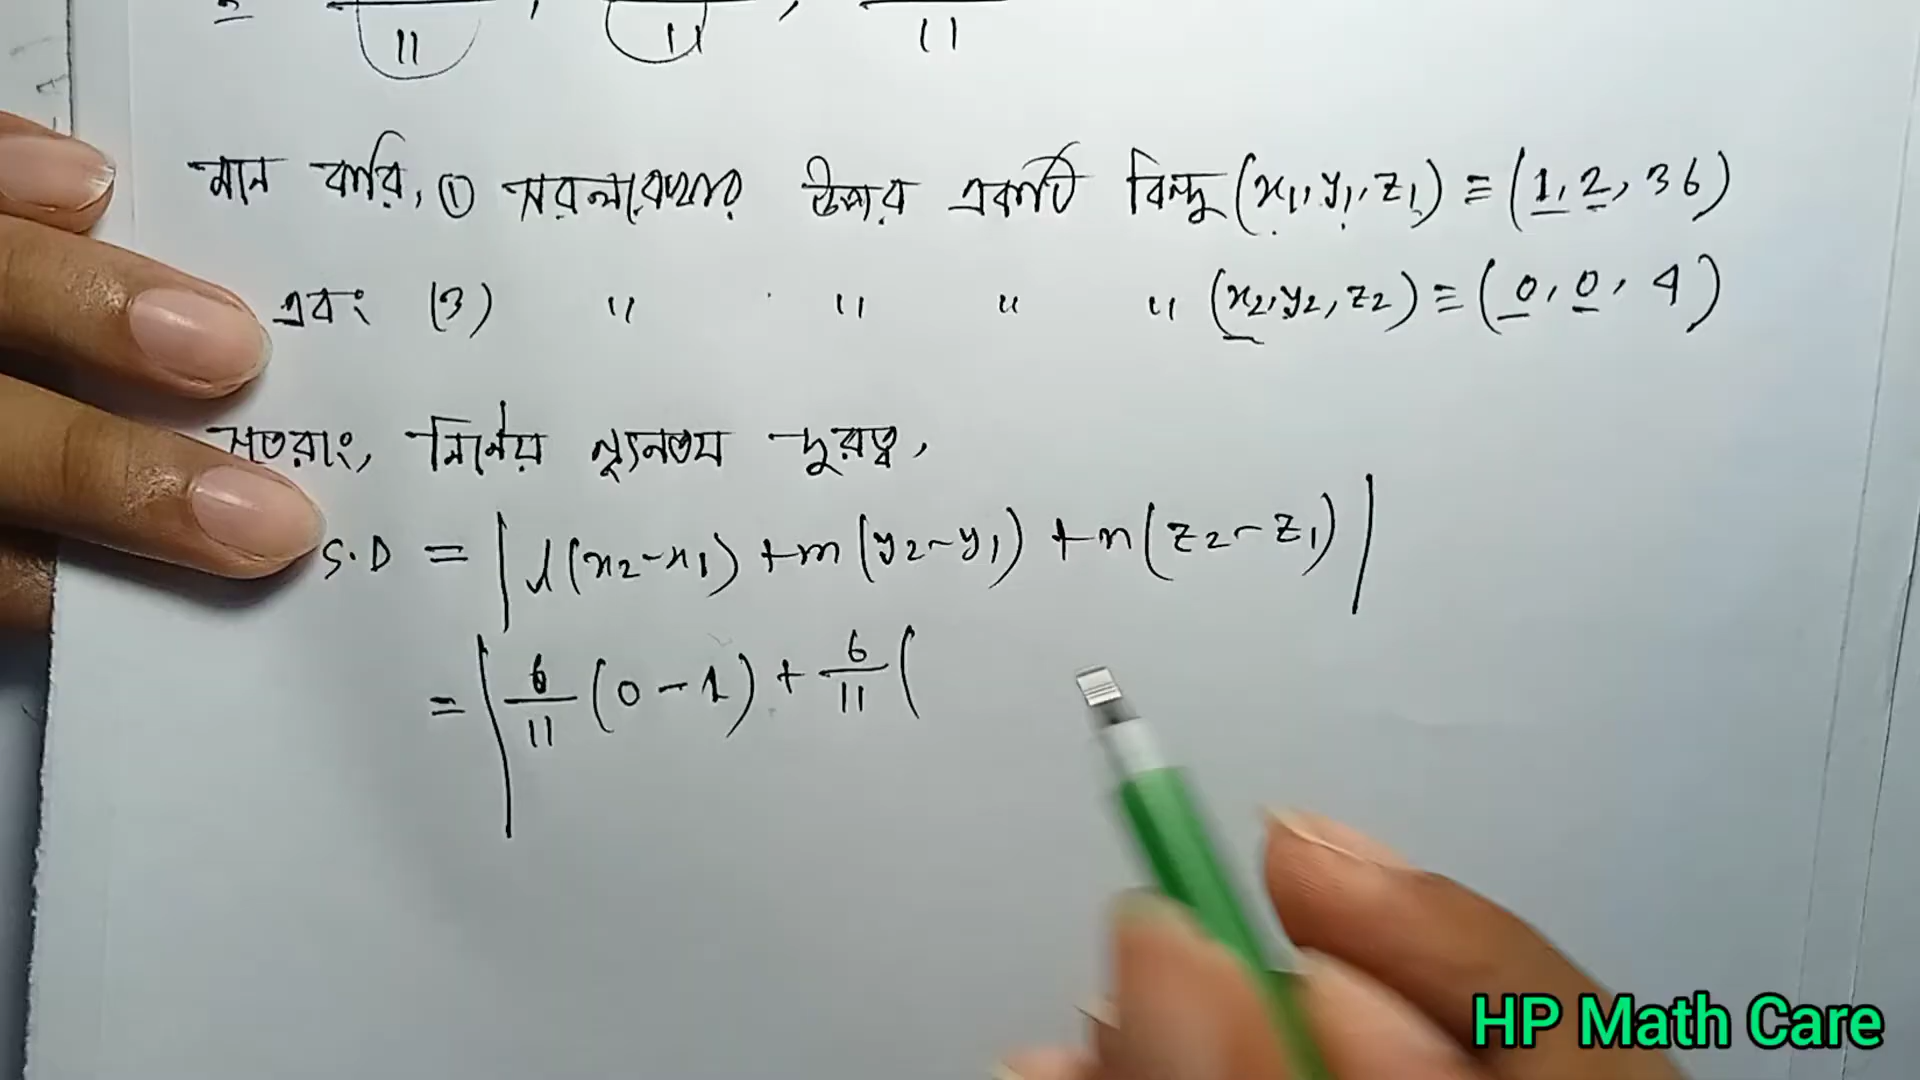 11 , 11 , 11
মনে করি, ① সরলরেখার উপর একটি বিন্দু (x₁, y₁, z₁) ≡ (1, 2, 36)
এবং (3) " " " " (x₂, y₂, z₂) ≡ (0, 0, 4)
সুতরাং, নির্ণেয় ন্যূনতম দূরত্ব,
S.D = |l(x₂-x₁) + m(y₂-y₁) + n(z₂-z₁)|
= |6/11 (0-1) + 6/11 (
HP Math Care